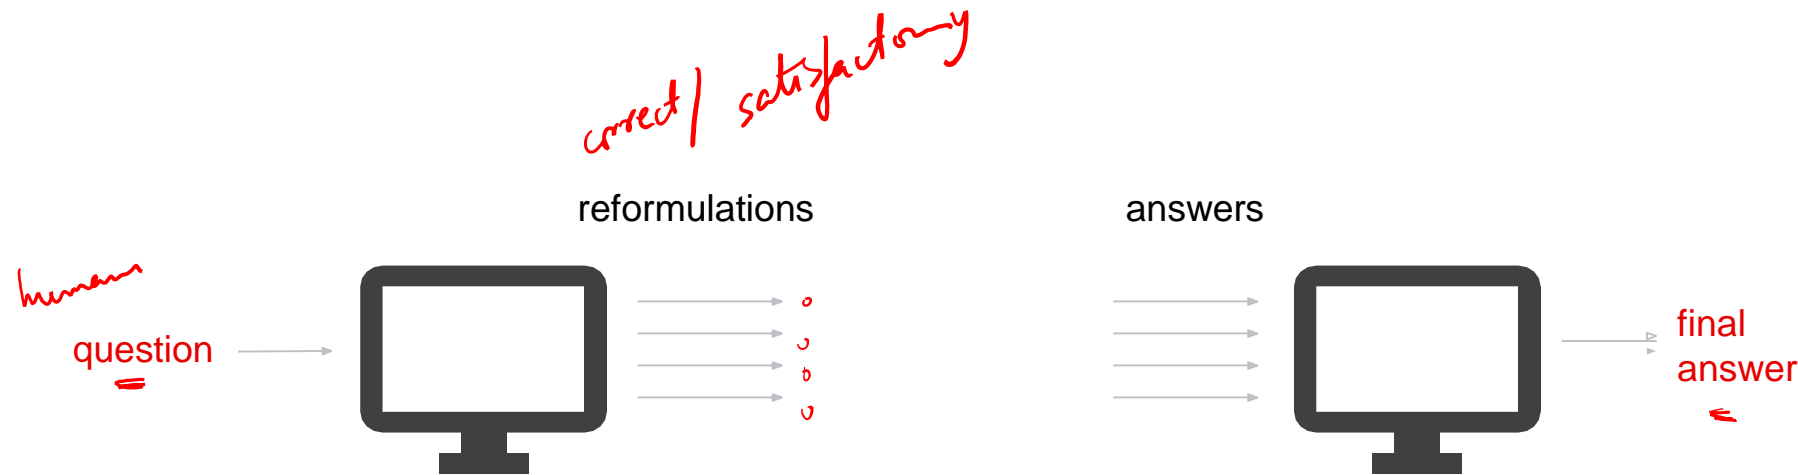 correct/ satisfactory
reformulations
answers
human
question
final
answer